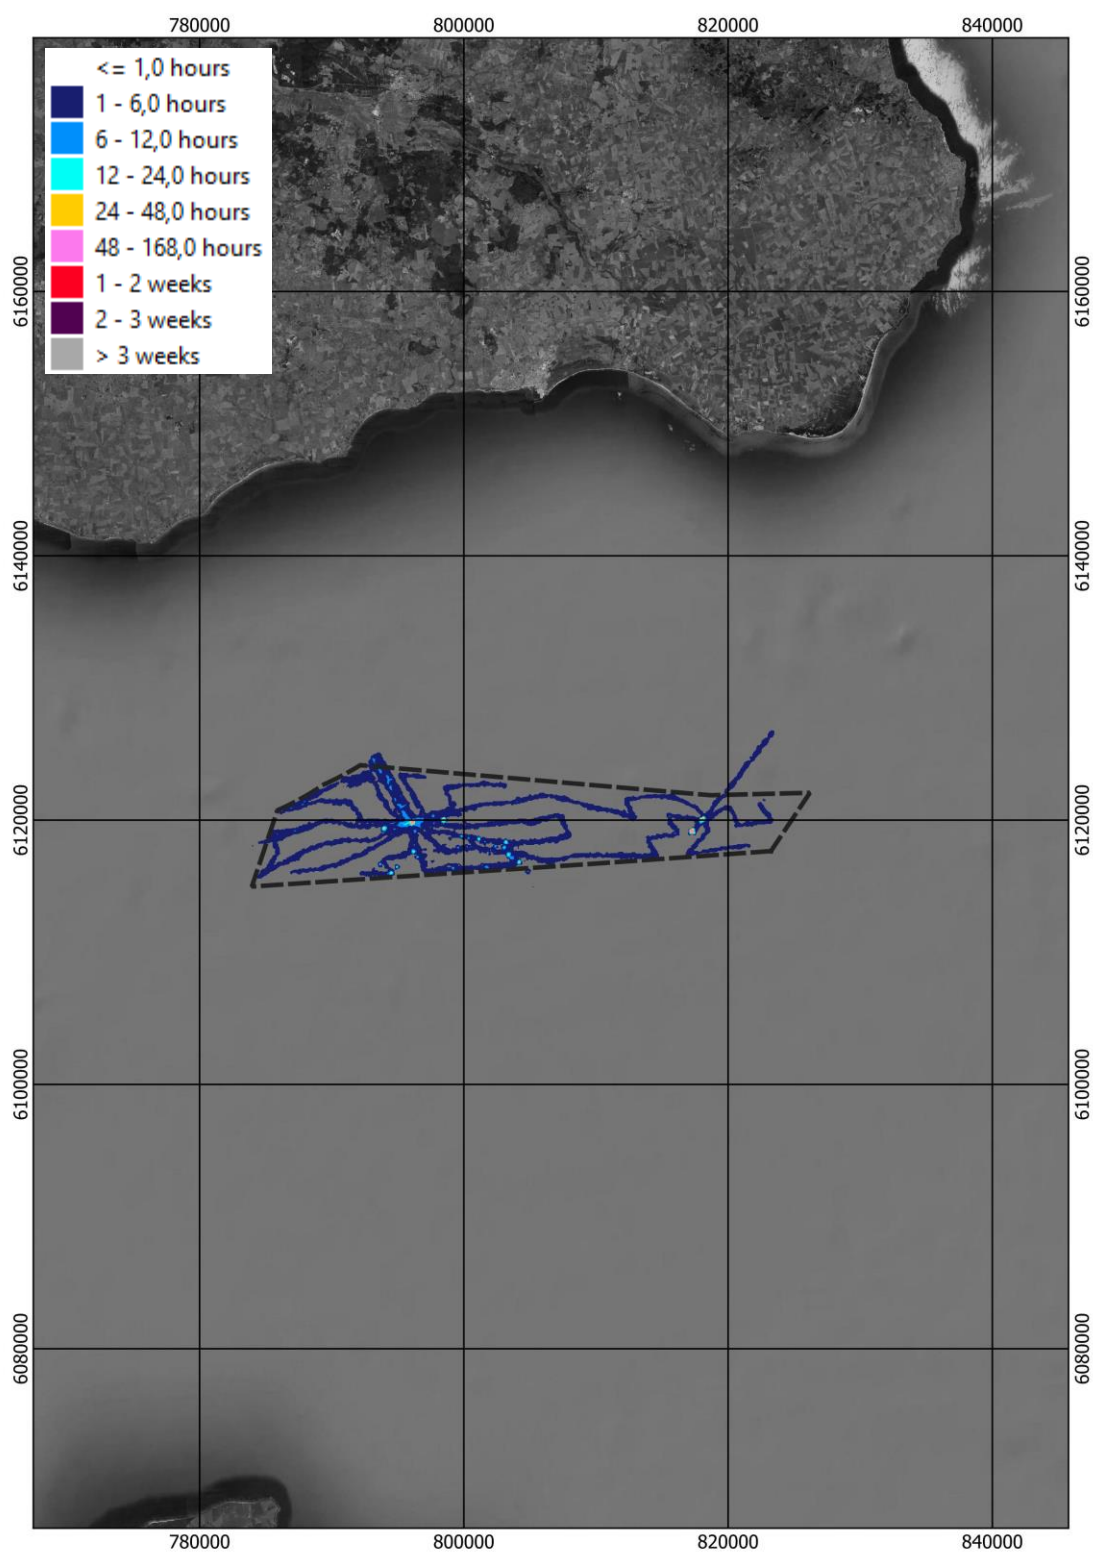 780000 800000 820000 840000
<= 1,0 hours
1 - 6,0 hours
6 - 12,0 hours
12 - 24,0 hours
24 - 48,0 hours
48 - 168,0 hours
1 - 2 weeks
2 - 3 weeks
> 3 weeks
6160000 6160000
6140000 6140000
6120000 6120000
6100000 6100000
6080000 6080000
780000 800000 820000 840000